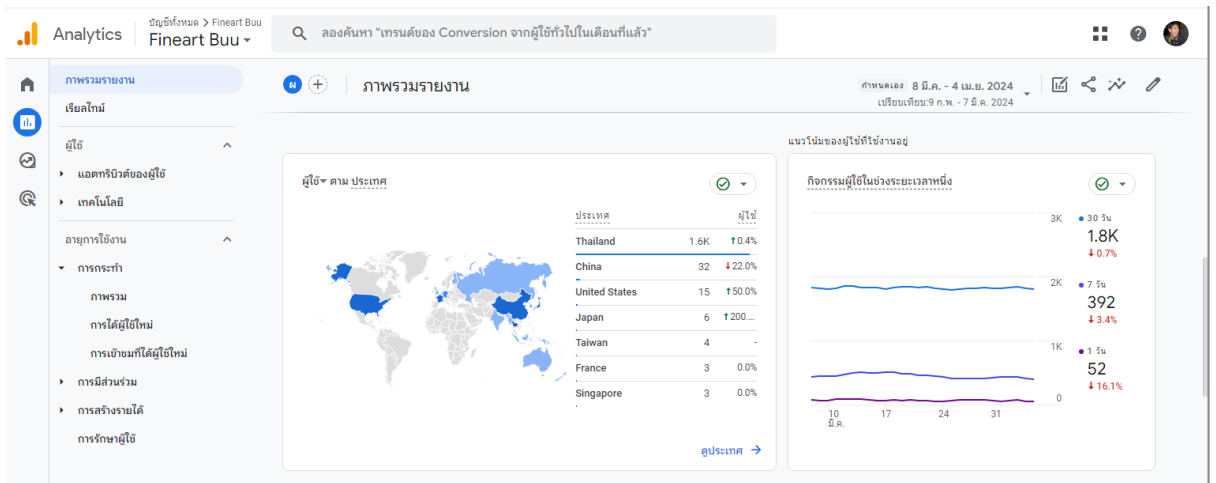 Analytics
บัญชีทั้งหมด > Fineart Buu
Fineart Buu
ลองค้นหา "เทรนด์ของ Conversion จากผู้ใช้ทั่วไปในเดือนที่แล้ว"
ภาพรวมรายงาน
เรียลไทม์
ผู้ใช้
แอตทริบิวต์ของผู้ใช้
เทคโนโลยี
อายุการใช้งาน
การกระทำ
ภาพรวม
การได้ผู้ใช้ใหม่
การเข้าชมที่ได้ผู้ใช้ใหม่
การมีส่วนร่วม
การสร้างรายได้
การรักษาผู้ใช้
ผ
ภาพรวมรายงาน
กำหนดเอง 8 มี.ค. - 4 เม.ย. 2024
เปรียบเทียบ:9 ก.พ. - 7 มี.ค. 2024
ผู้ใช้ ตาม ประเทศ
ประเทศ ผู้ใช้
Thailand 1.6K ↑0.4%
China 32 ↓22.0%
United States 15 ↑50.0%
Japan 6 ↑200....
Taiwan 4 -
France 3 0.0%
Singapore 3 0.0%
ดูประเทศ →
แนวโน้มของผู้ใช้ที่ใช้งานอยู่
กิจกรรมผู้ใช้ในช่วงระยะเวลาหนึ่ง
3K
2K
1K
0
10 17 24 31
มี.ค.
30 วัน
1.8K
↓0.7%
7 วัน
392
↓3.4%
1 วัน
52
↓16.1%